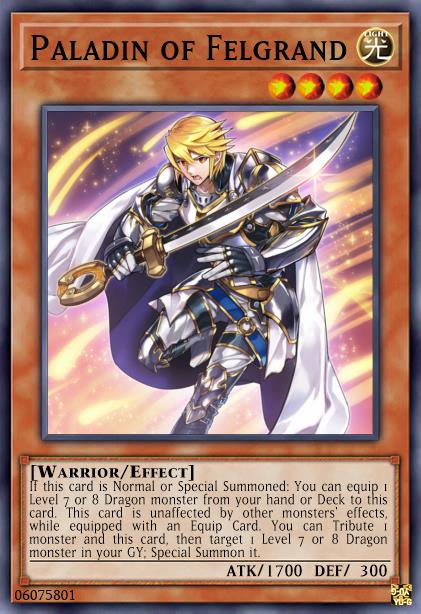 PALADIN OF FELGRAND
LIGHT
光
[WARRIOR/EFFECT]
If this card is Normal or Special Summoned: You can equip 1
Level 7 or 8 Dragon monster from your hand or Deck to this
card. This card is unaffected by other monsters' effects,
while equipped with an Equip Card. You can Tribute 1
monster and this card, then target 1 Level 7 or 8 Dragon
monster in your GY; Special Summon it.
ATK/1700 DEF/ 300
06075801